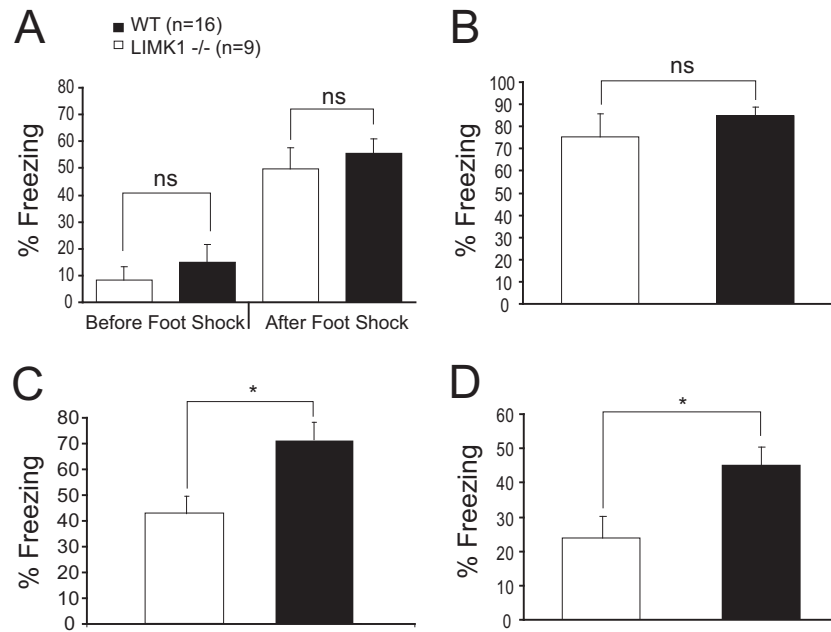 A
■ WT (n=16)
□ LIMK1 -/- (n=9)
% Freezing
80
70
60
50
40
30
20
10
0
ns
ns
Before Foot Shock
After Foot Shock
B
% Freezing
100
90
80
70
60
50
40
30
20
10
0
ns
C
% Freezing
80
70
60
50
40
30
20
10
0
*
D
% Freezing
60
50
40
30
20
10
0
*